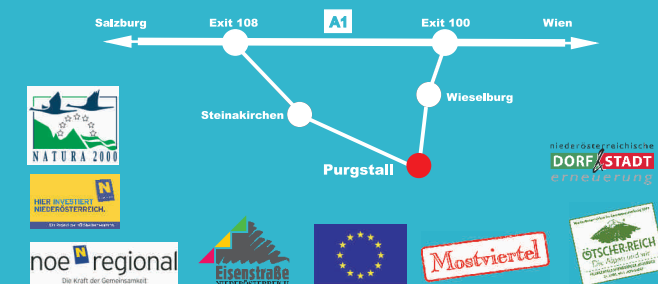 Salzburg Exit 108 A1 Exit 100 Wien
Steinakirchen
Wieselburg
Purgstall
NATURA 2000
niederösterreichische
DORF STADT
erneuerung
N
HIER INVESTIERT
NIEDERÖSTERREICH.
noe N regional
Die Kraft der Gemeinsamkeit
Eisenstraße
NIEDERÖSTERREICH
Mostviertel
ÖTSCHER:REICH
Die Alpen und wir